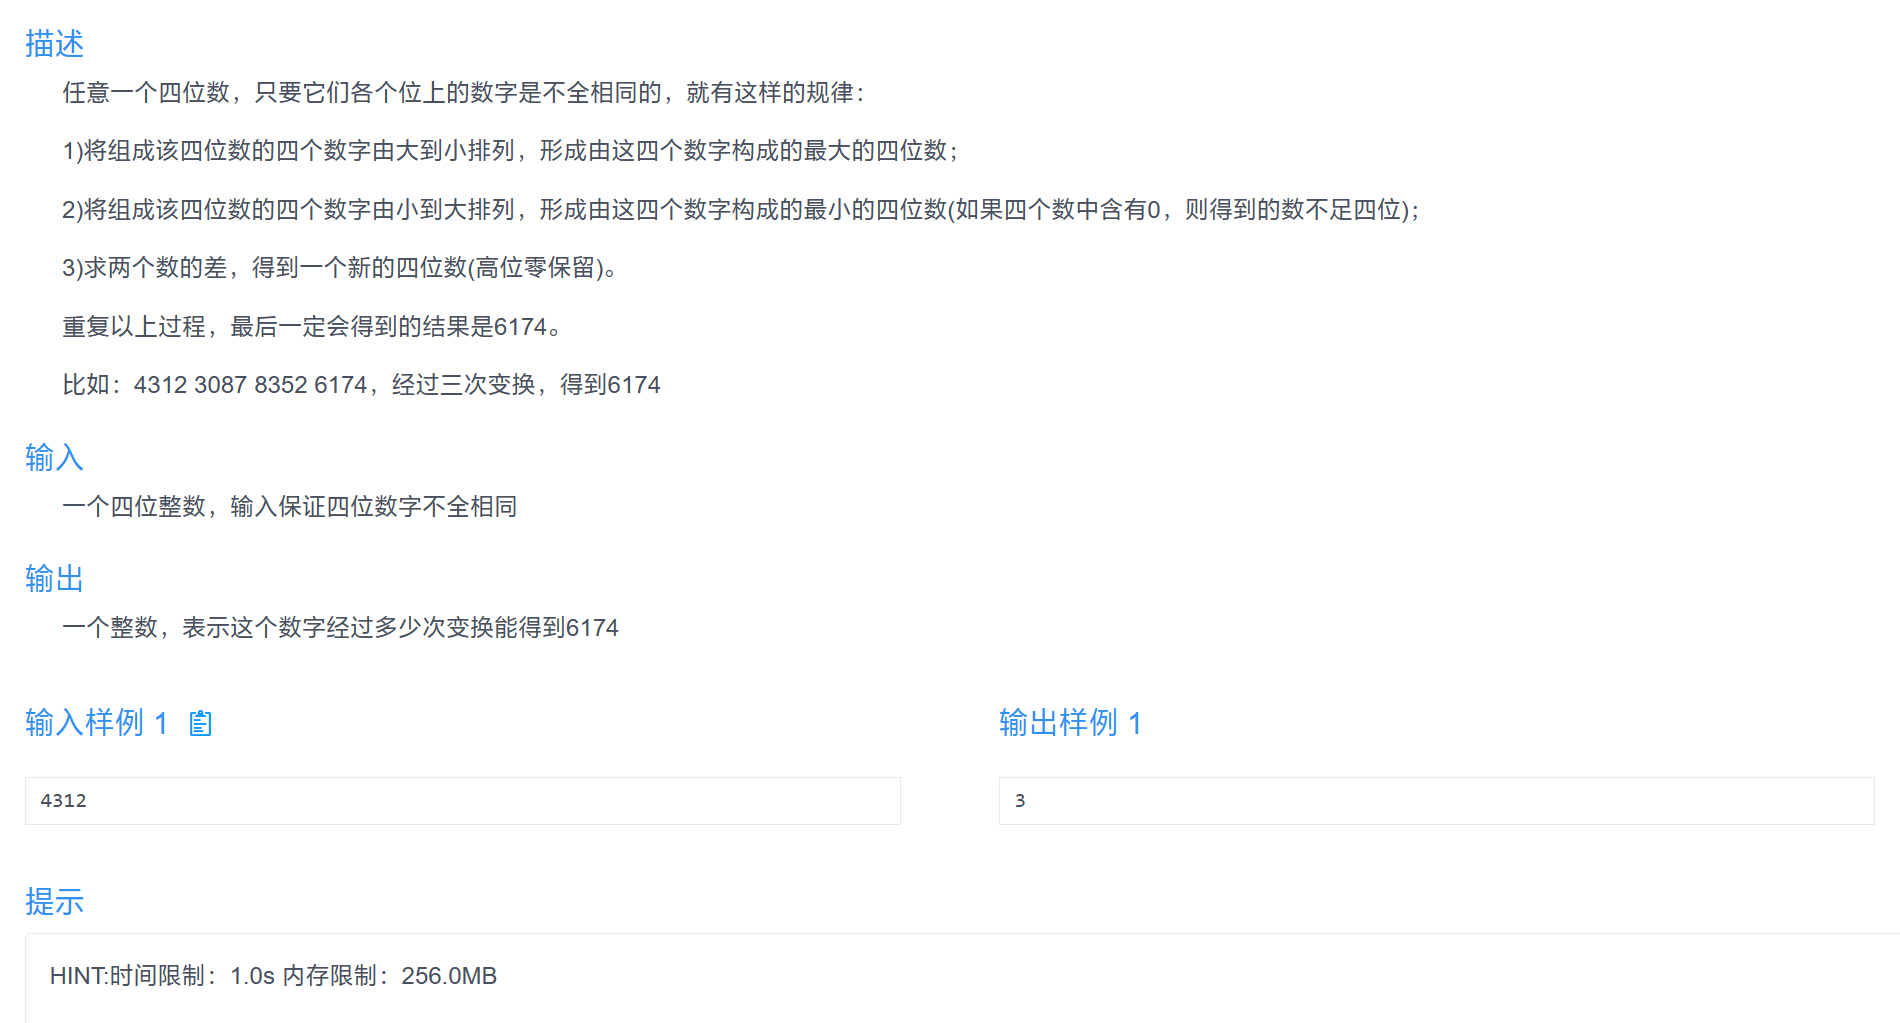 描述
任意一个四位数，只要它们各个位上的数字是不全相同的，就有这样的规律：
1)将组成该四位数的四个数字由大到小排列，形成由这四个数字构成的最大的四位数；
2)将组成该四位数的四个数字由小到大排列，形成由这四个数字构成的最小的四位数(如果四个数中含有0，则得到的数不足四位)；
3)求两个数的差，得到一个新的四位数(高位零保留)。
重复以上过程，最后一定会得到的结果是6174。
比如：4312 3087 8352 6174，经过三次变换，得到6174
输入
一个四位整数，输入保证四位数字不全相同
输出
一个整数，表示这个数字经过多少次变换能得到6174
输入样例 1
4312
输出样例 1
3
提示
HINT:时间限制：1.0s 内存限制：256.0MB